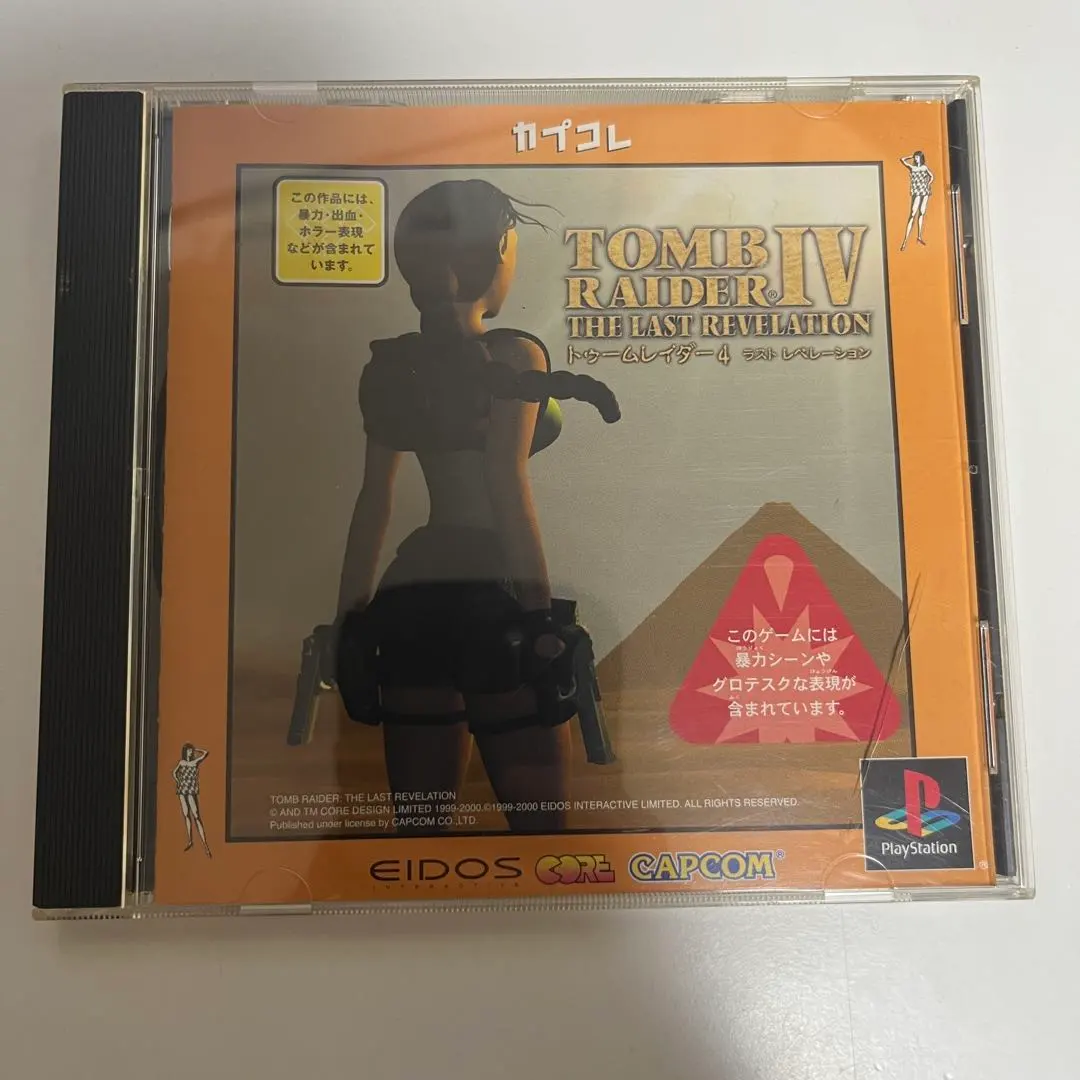 カプコレ
この作品には、
暴力・出血・
ホラー表現
などが含まれて
います。
TOMB
RAIDER® IV
THE LAST REVELATION
トゥームレイダー4 ラスト レベレーション
このゲームには
暴力シーンや
グロテスクな表現が
含まれています。
TOMB RAIDER: THE LAST REVELATION
© AND TM CORE DESIGN LIMITED 1999-2000.©1999-2000 EIDOS INTERACTIVE LIMITED. ALL RIGHTS RESERVED.
Published under license by CAPCOM CO.,LTD.
PlayStation
EIDOS CORE CAPCOM®
INTERACTIVE